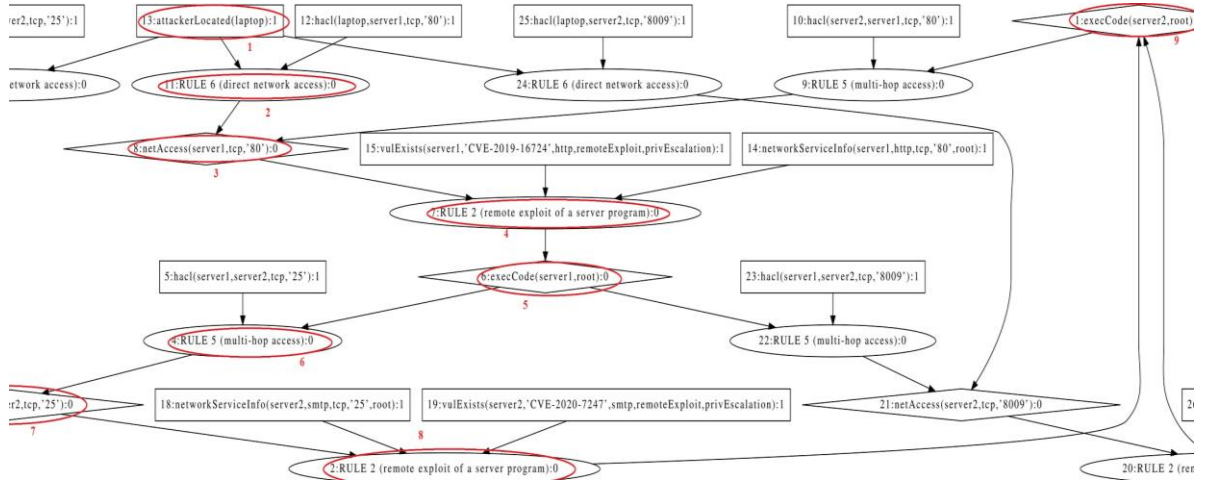 server2,tcp,'25'):1
13:attackerLocated(laptop):1
12:hacl(laptop,server1,tcp,'80'):1
25:hacl(laptop,server2,tcp,'8009'):1
10:hacl(server2,server1,tcp,'80'):1
1:execCode(server2,root)
1
9
network access):0
11:RULE 6 (direct network access):0
24:RULE 6 (direct network access):0
9:RULE 5 (multi-hop access):0
2
8:netAccess(server1,tcp,'80'):0
15:vulExists(server1,'CVE-2019-16724',http,remoteExploit,privEscalation):1
14:networkServiceInfo(server1,http,tcp,'80',root):1
3
7:RULE 2 (remote exploit of a server program):0
4
5:hacl(server1,server2,tcp,'25'):1
6:execCode(server1,root):0
23:hacl(server1,server2,tcp,'8009'):1
5
4:RULE 5 (multi-hop access):0
22:RULE 5 (multi-hop access):0
6
er2,tcp,'25'):0
18:networkServiceInfo(server2,smtp,tcp,'25',root):1
19:vulExists(server2,'CVE-2020-7247',smtp,remoteExploit,privEscalation):1
21:netAccess(server2,tcp,'8009'):0
7
8
2:RULE 2 (remote exploit of a server program):0
20:RULE 2 (ren